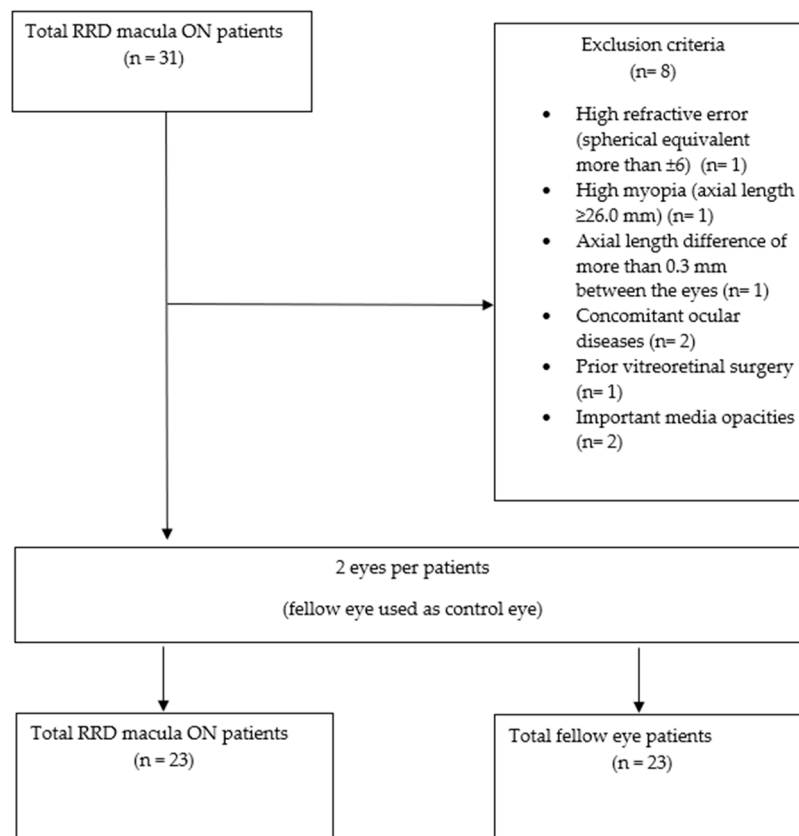 Total RRD macula ON patients
(n = 31)
Exclusion criteria
(n= 8)
• High refractive error
(spherical equivalent
more than ±6) (n= 1)
• High myopia (axial length
≥26.0 mm) (n= 1)
• Axial length difference of
more than 0.3 mm
between the eyes (n= 1)
• Concomitant ocular
diseases (n= 2)
• Prior vitreoretinal surgery
(n= 1)
• Important media opacities
(n= 2)
2 eyes per patients
(fellow eye used as control eye)
Total RRD macula ON patients
(n = 23)
Total fellow eye patients
(n = 23)